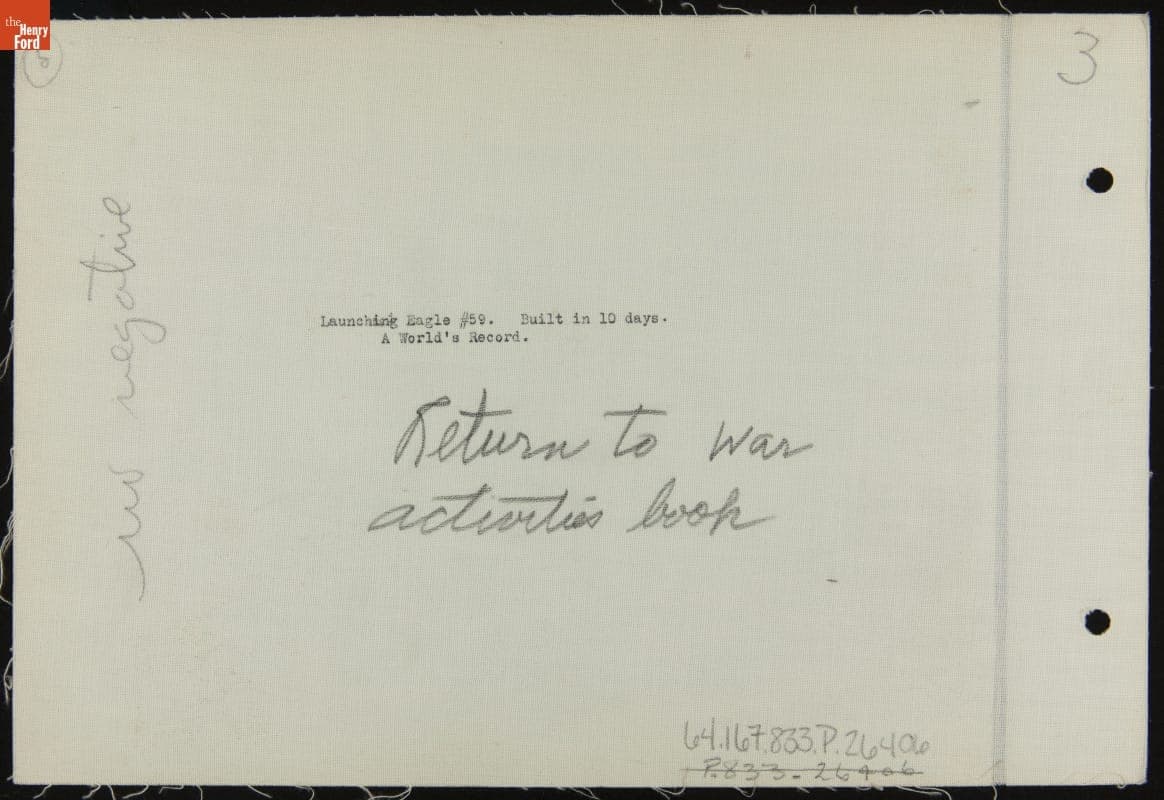 the
Henry
Ford
3
no negative
Launching Eagle #59. Built in 10 days.
A World's Record.
Return to war
activities book
64.167.833.P.26406
P.833-26406